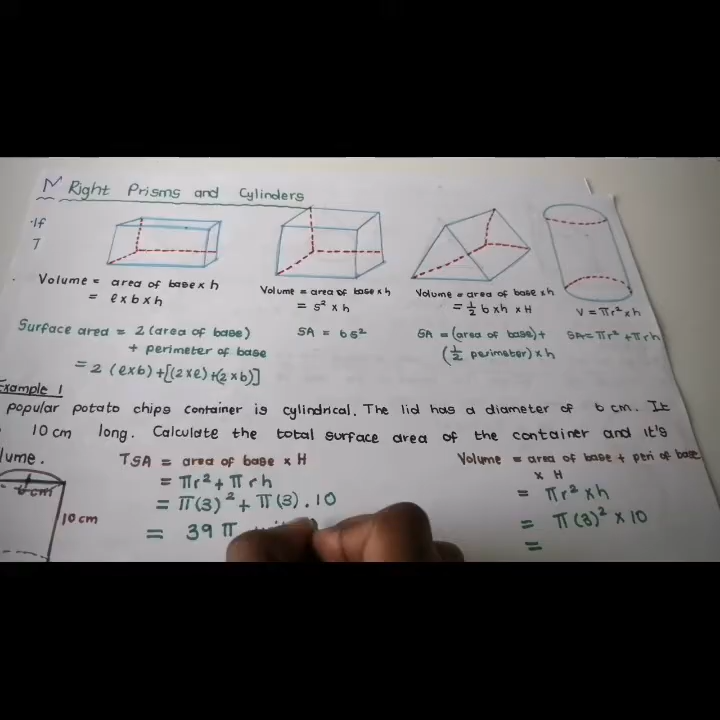 Right Prisms and Cylinders
If
7
Volume = area of base x h
= l x b x h
Volume = area of base x h
= s² x h
Volume = area of base x h
= ½ b x h x H
V = πr² x h
Surface area = 2 (area of base)
+ perimeter of base
= 2 (l x b) + [(2 x l) + (2 x b)]
SA = 6s²
SA = (area of base) +
(½ perimeter) x h
SA = πr² + πrh
Example 1
popular potato chips container is cylindrical. The lid has a diameter of 6 cm. It
10 cm long. Calculate the total surface area of the container and it's
lume.
6 cm
10 cm
TSA = area of base x H
= πr² + πrh
= π(3)² + π(3) . 10
= 39 π
Volume = area of base + peri of base
x H
= πr² x h
= π(3)² x 10
=